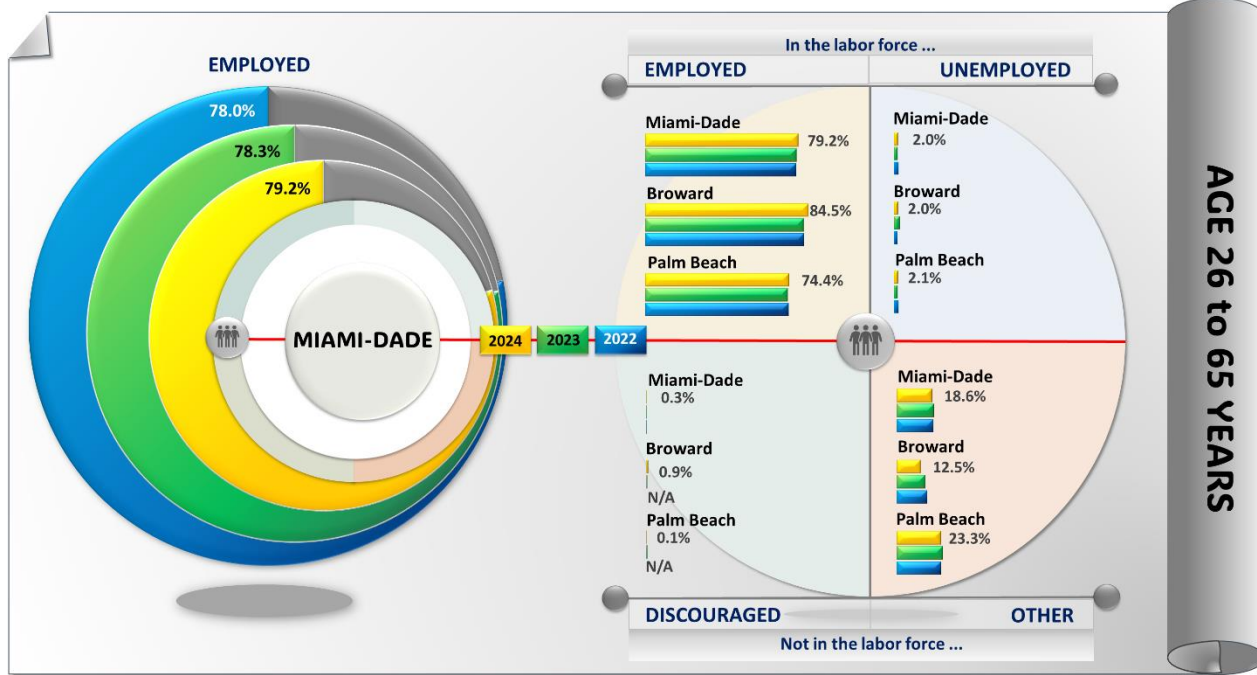 EMPLOYED
78.0%
78.3%
79.2%
MIAMI-DADE
2024
2023
2022
In the labor force ...
EMPLOYED
UNEMPLOYED
Miami-Dade
79.2%
Broward
84.5%
Palm Beach
74.4%
Miami-Dade
2.0%
Broward
2.0%
Palm Beach
2.1%
Miami-Dade
0.3%
Broward
0.9%
N/A
Palm Beach
0.1%
N/A
Miami-Dade
18.6%
Broward
12.5%
Palm Beach
23.3%
DISCOURAGED
OTHER
Not in the labor force ...
AGE 26 to 65 YEARS